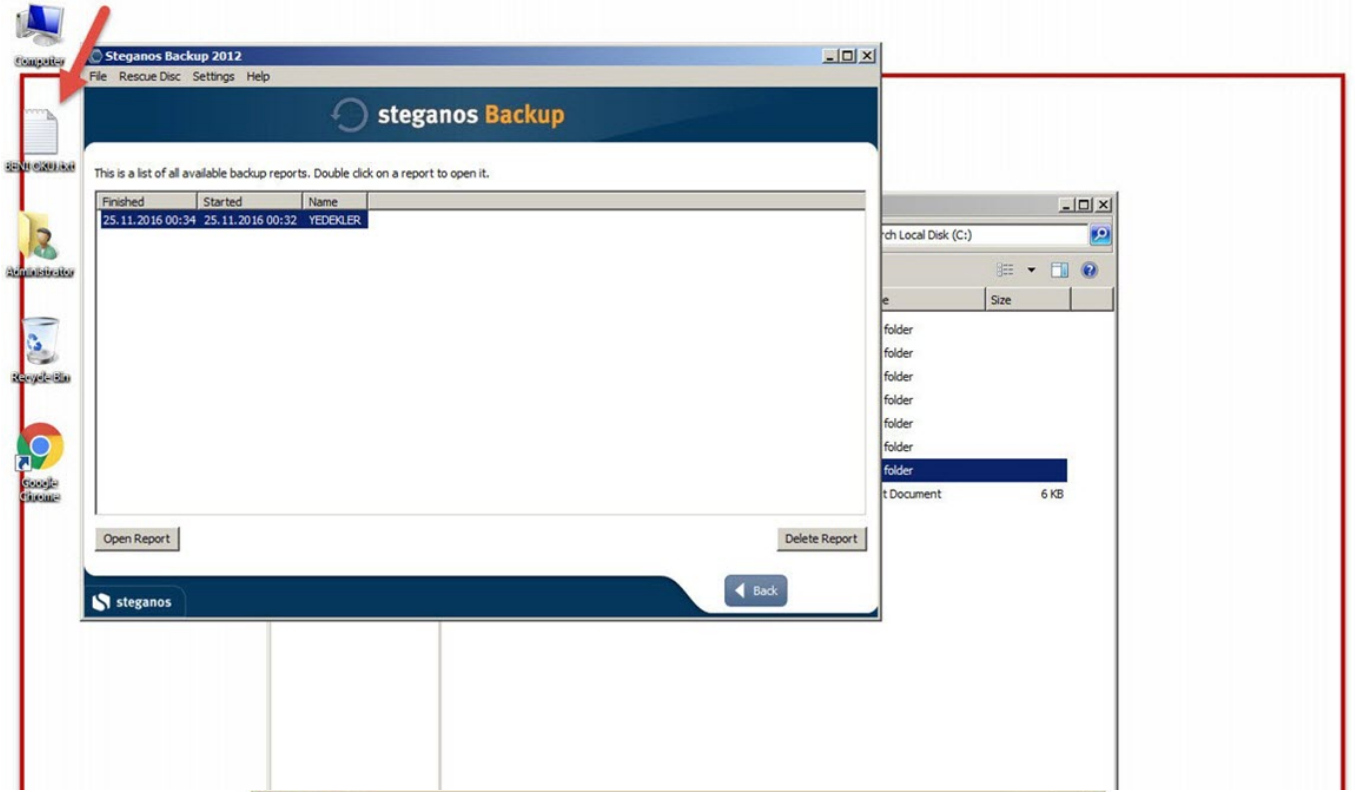 Computer
BENI OKU.txt
Administrator
Recycle Bin
Google
Chrome
Steganos Backup 2012
File Rescue Disc Settings Help
steganos Backup
This is a list of all available backup reports. Double click on a report to open it.
Finished Started Name
25.11.2016 00:34 25.11.2016 00:32 YEDEKLER
Open Report Delete Report
Back
steganos
rch Local Disk (C:)
e Size
folder
folder
folder
folder
folder
folder
folder
t Document 6 KB